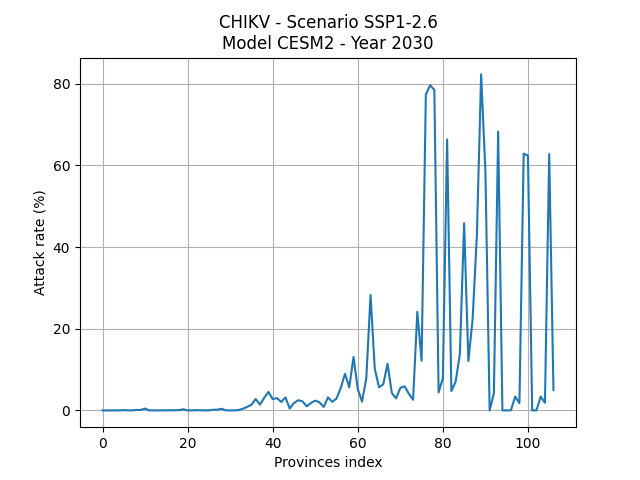 CHIKV - Scenario SSP1-2.6
Model CESM2 - Year 2030
80
60
40
20
0
Attack rate (%)
0 20 40 60 80 100
Provinces index